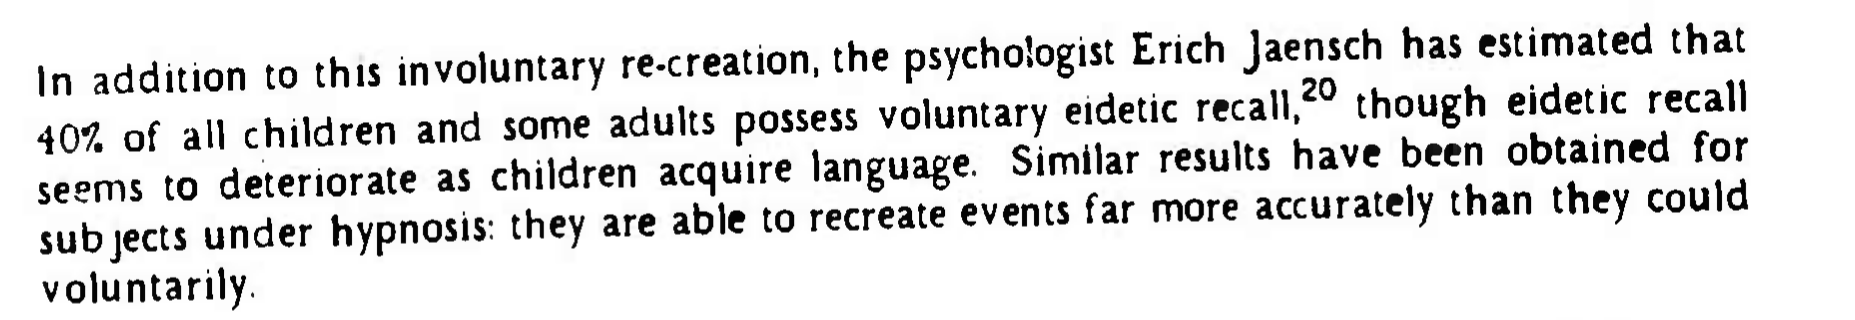 In addition to this involuntary re-creation, the psychologist Erich Jaensch has estimated that
40% of all children and some adults possess voluntary eidetic recall,20 though eidetic recall
seems to deteriorate as children acquire language. Similar results have been obtained for
subjects under hypnosis: they are able to recreate events far more accurately than they could
voluntarily.